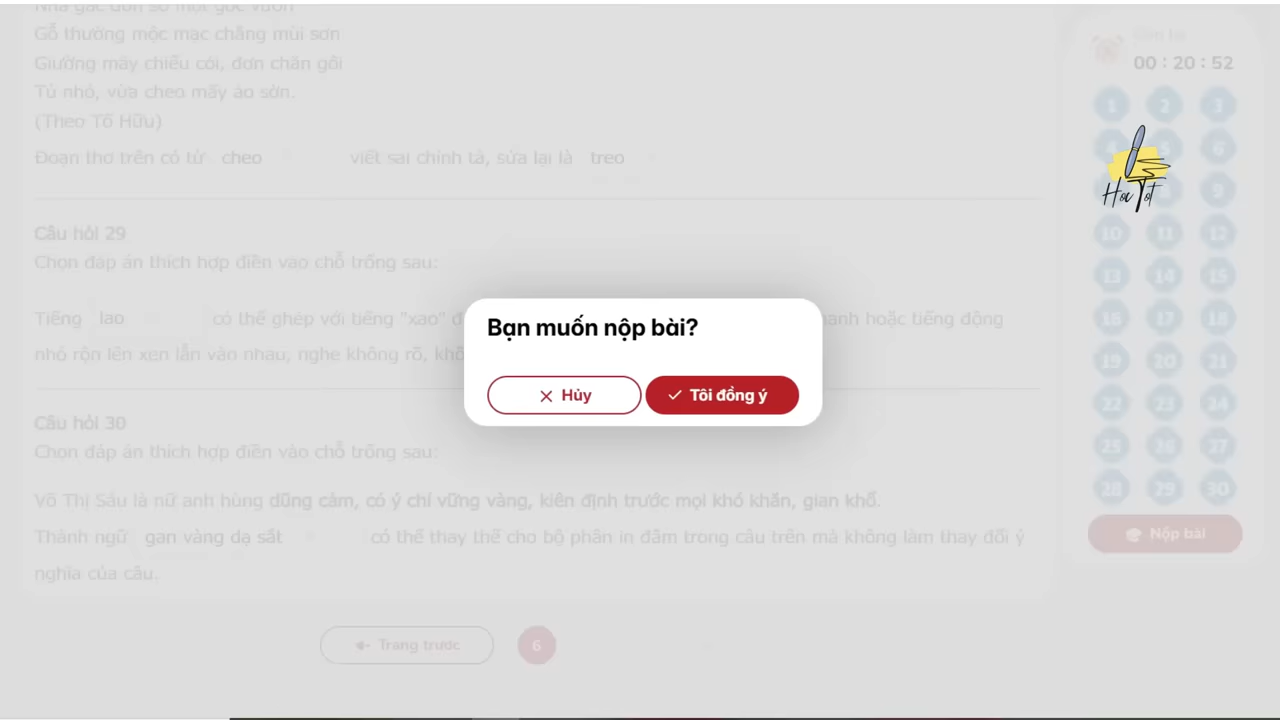 Nhà gác đơn sơ một góc vườn
Gỗ thường mộc mạc chẳng mùi sơn
Giường mây chiếu cói, đơn chăn gối
Tủ nhỏ, vừa cheo mấy áo sờn.
(Theo Tố Hữu)
Đoạn thơ trên có từ cheo viết sai chính tả, sửa lại là treo
Câu hỏi 29
Chọn đáp án thích hợp điền vào chỗ trống sau:
Tiếng lao có thể ghép với tiếng "xao" anh hoặc tiếng động
nhỏ rộn lên xen lẫn vào nhau, nghe không rõ,
Bạn muốn nộp bài?
Hủy
Tôi đồng ý
Câu hỏi 30
Chọn đáp án thích hợp điền vào chỗ trống sau:
Võ Thị Sáu là nữ anh hùng dũng cảm, có ý chí vững vàng, kiên định trước mọi khó khăn, gian khổ.
Thành ngữ gan vàng dạ sắt có thể thay thế cho bộ phận in đậm trong câu trên mà không làm thay đổi ý
nghĩa của câu.
Trang trước 6
Còn lại
00 : 20 : 52
1 2 3
4 5 6
Học Tốt
9
10 11 12
13 14 15
16 17 18
19 20 21
22 23 24
25 26 27
28 29 30
Nộp bài